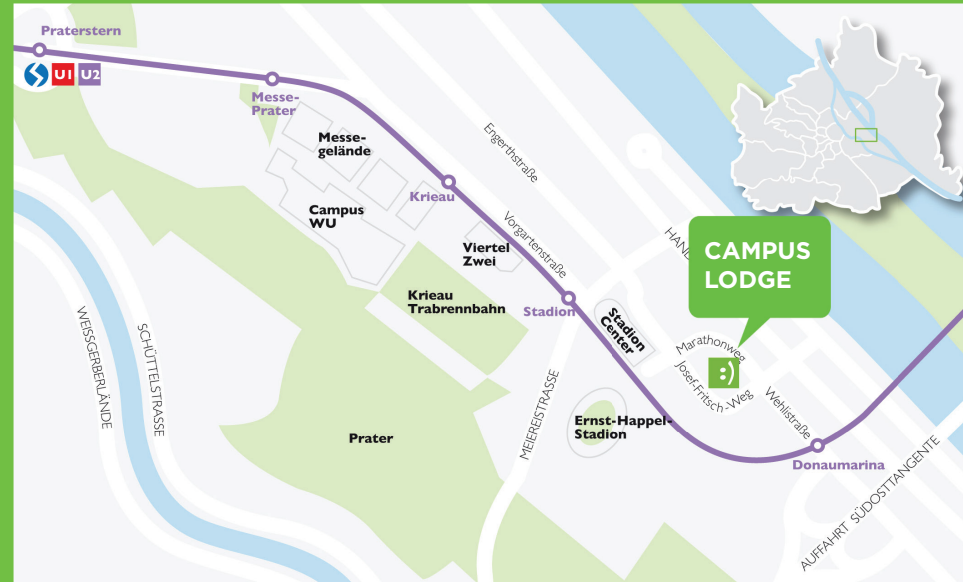 Praterstern
U1 U2
Messe-
Prater
Messe-
gelände
Engerthstraße
Krieau
Campus
WU
Vorgartenstraße
Viertel
Zwei
HAND
CAMPUS
LODGE
Krieau
Trabrennbahn
Stadion
Stadion
Center
Marathonweg
:)
Josef-Fritsch-Weg
WEISSGERBERLÄNDE
SCHÜTTELSTRASSE
MEIEREISTRASSE
Wehlistraße
Ernst-Happel-
Stadion
Prater
Donaumarina
AUFFAHRT SÜDOSTTANGENTE